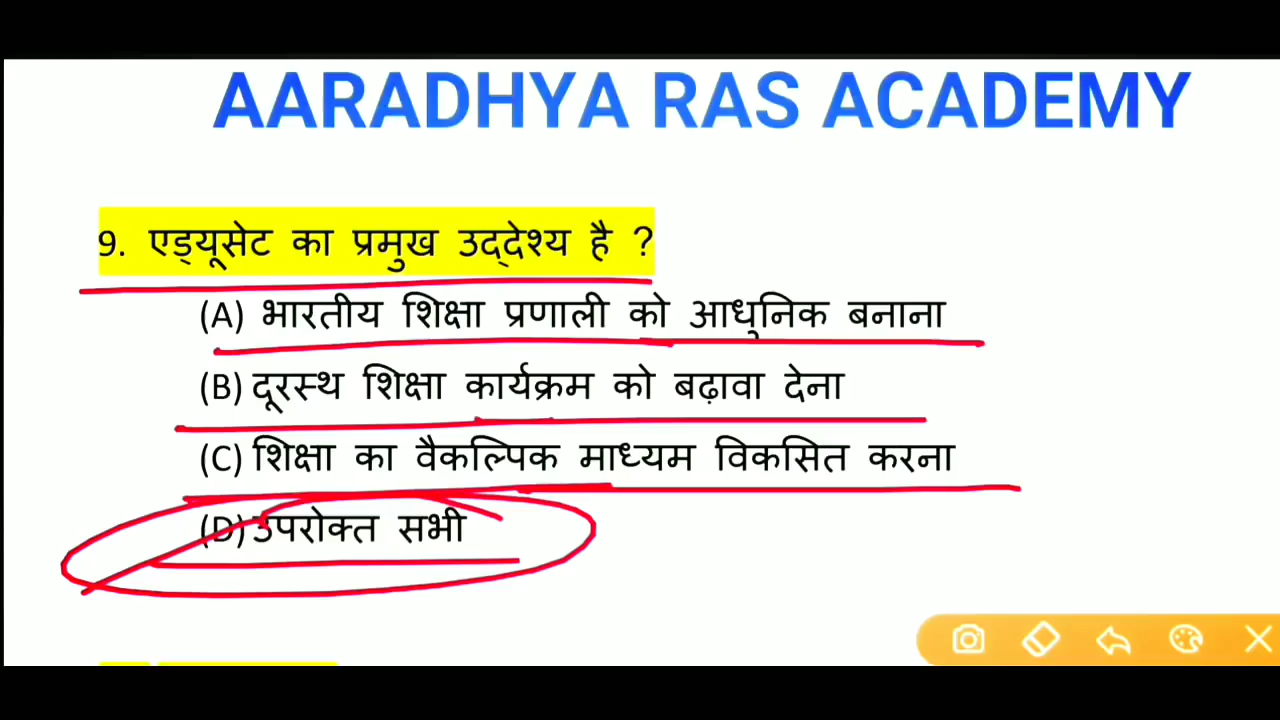 AARADHYA RAS ACADEMY
9. एड्यूसेट का प्रमुख उद्देश्य है ?
(A) भारतीय शिक्षा प्रणाली को आधुनिक बनाना
(B) दूरस्थ शिक्षा कार्यक्रम को बढ़ावा देना
(C) शिक्षा का वैकल्पिक माध्यम विकसित करना
(D) उपरोक्त सभी